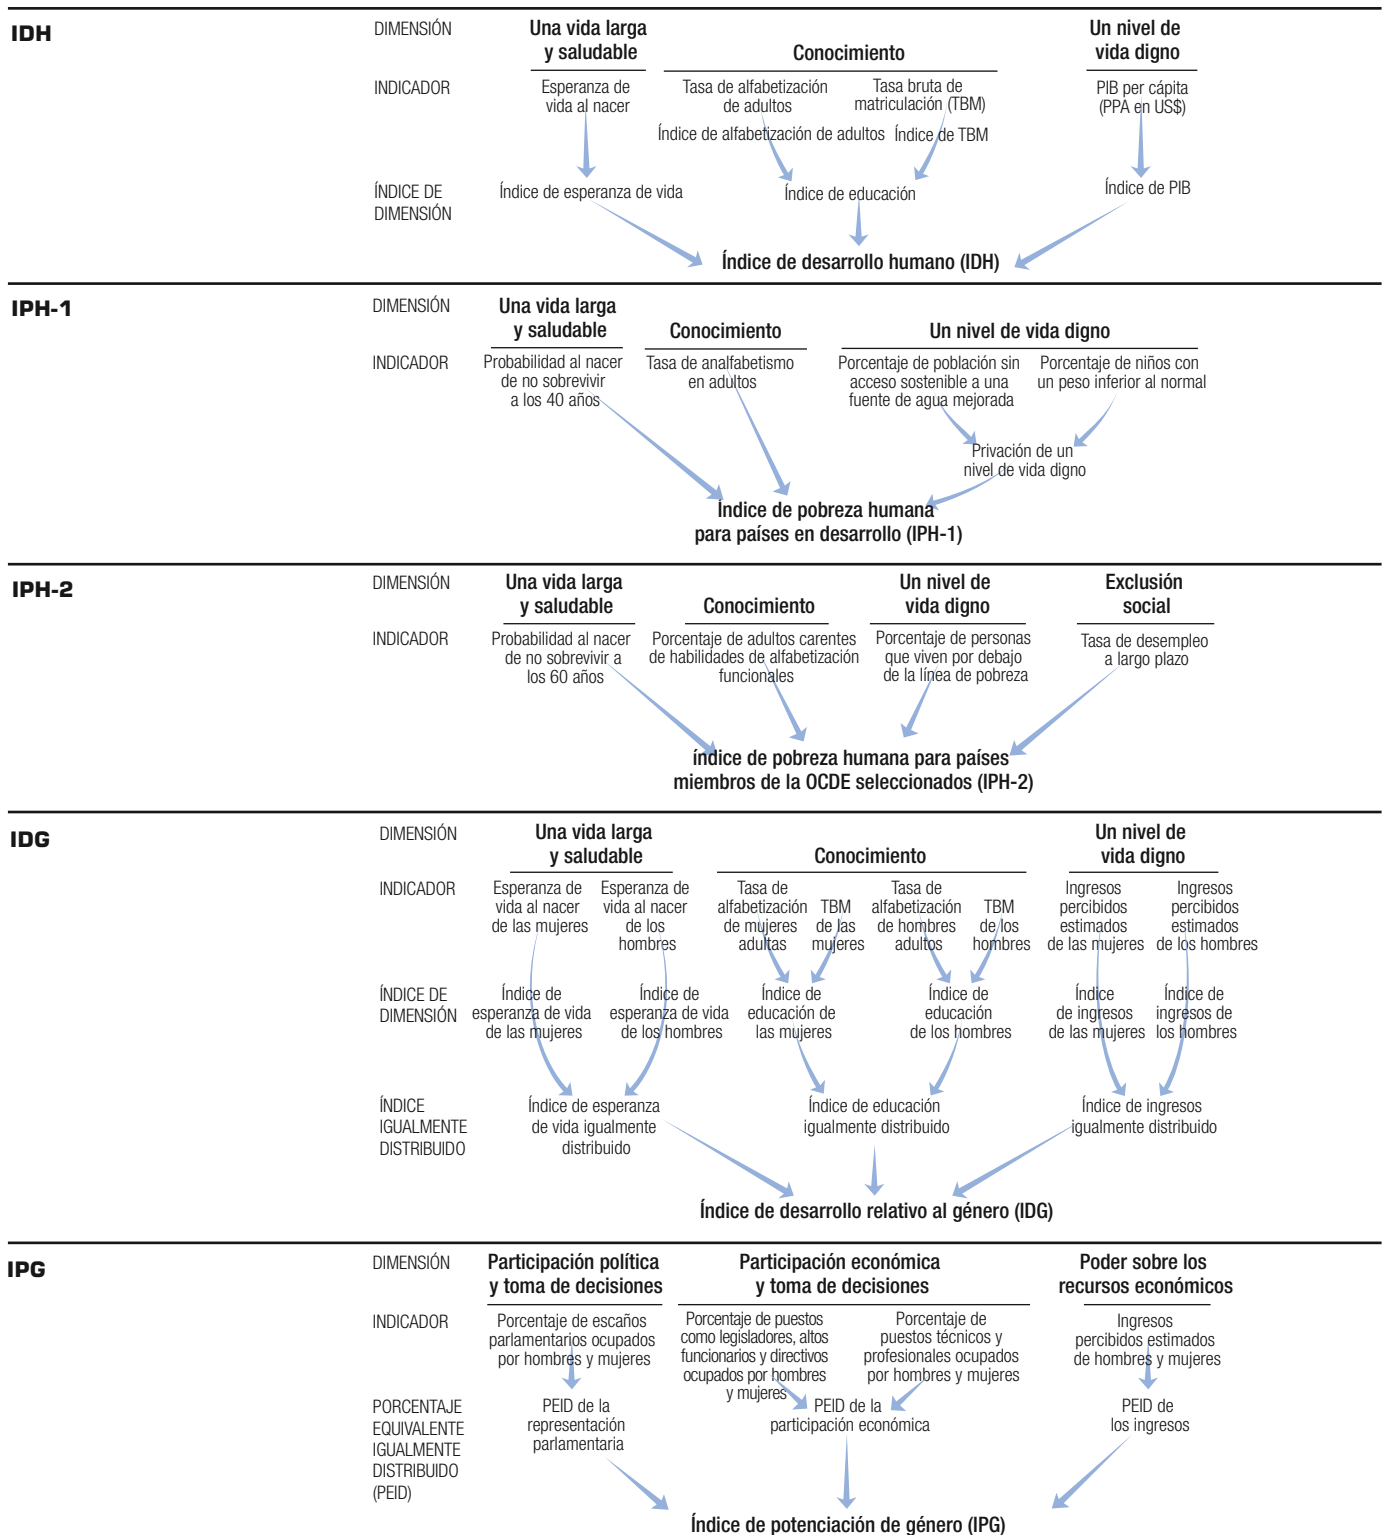 IDH
DIMENSIÓN
Una vida larga
y saludable
Conocimiento
Un nivel de
vida digno
INDICADOR
Esperanza de
vida al nacer
Tasa de alfabetización
de adultos
Tasa bruta de
matriculación (TBM)
PIB per cápita
(PPA en US$)
Índice de alfabetización de adultos
Índice de TBM
ÍNDICE DE
DIMENSIÓN
Índice de esperanza de vida
Índice de educación
Índice de PIB
Índice de desarrollo humano (IDH)
IPH-1
DIMENSIÓN
Una vida larga
y saludable
Conocimiento
Un nivel de vida digno
INDICADOR
Probabilidad al nacer
de no sobrevivir
a los 40 años
Tasa de analfabetismo
en adultos
Porcentaje de población sin
acceso sostenible a una
fuente de agua mejorada
Porcentaje de niños con
un peso inferior al normal
Privación de un
nivel de vida digno
Índice de pobreza humana
para países en desarrollo (IPH-1)
IPH-2
DIMENSIÓN
Una vida larga
y saludable
Conocimiento
Un nivel de
vida digno
Exclusión
social
INDICADOR
Probabilidad al nacer
de no sobrevivir a
los 60 años
Porcentaje de adultos carentes
de habilidades de alfabetización
funcionales
Porcentaje de personas
que viven por debajo
de la línea de pobreza
Tasa de desempleo
a largo plazo
índice de pobreza humana para países
miembros de la OCDE seleccionados (IPH-2)
IDG
DIMENSIÓN
Una vida larga
y saludable
Conocimiento
Un nivel de
vida digno
INDICADOR
Esperanza de
vida al nacer
de las mujeres
Esperanza de
vida al nacer
de los
hombres
Tasa de
alfabetización
de mujeres
adultas
TBM
de las
mujeres
Tasa de
alfabetización
de hombres
adultos
TBM
de los
hombres
Ingresos
percibidos
estimados
de las mujeres
Ingresos
percibidos
estimados
de los hombres
ÍNDICE DE
DIMENSIÓN
Índice de
esperanza de vida
de las mujeres
Índice de
esperanza de vida
de los hombres
Índice de
educación de
las mujeres
Índice de
educación
de los hombres
Índice
de ingresos
de las mujeres
Índice de
ingresos de
los hombres
ÍNDICE
IGUALMENTE
DISTRIBUIDO
Índice de esperanza
de vida igualmente
distribuido
Índice de educación
igualmente distribuido
Índice de ingresos
igualmente distribuido
Índice de desarrollo relativo al género (IDG)
IPG
DIMENSIÓN
Participación política
y toma de decisiones
Participación económica
y toma de decisiones
Poder sobre los
recursos económicos
INDICADOR
Porcentaje de escaños
parlamentarios ocupados
por hombres y mujeres
Porcentaje de puestos
como legisladores, altos
funcionarios y directivos
ocupados por hombres
y mujeres
Porcentaje de
puestos técnicos y
profesionales ocupados
por hombres y mujeres
Ingresos
percibidos estimados
de hombres y mujeres
PORCENTAJE
EQUIVALENTE
IGUALMENTE
DISTRIBUIDO
(PEID)
PEID de la
representación
parlamentaria
PEID de la
participación económica
PEID de
los ingresos
Índice de potenciación de género (IPG)